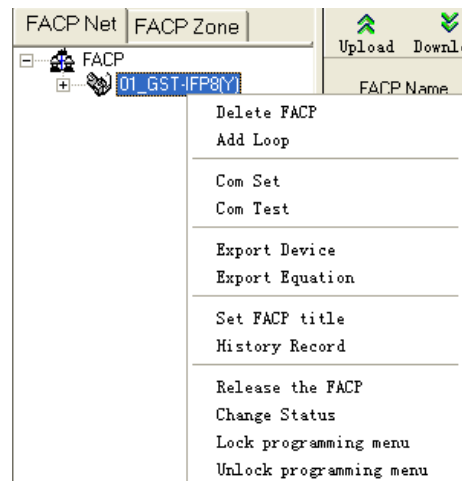 FACP Net FACP Zone
Upload
FACP
01_GST-IFP8(Y)
FACP Name
Delete FACP
Add Loop
Com Set
Com Test
Export Device
Export Equation
Set FACP title
History Record
Release the FACP
Change Status
Lock programming menu
Unlock programming menu